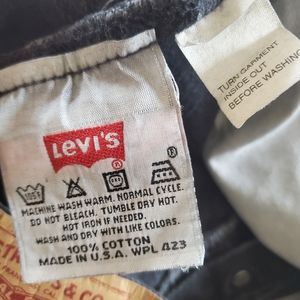 Levi's
®
MACHINE WASH WARM. NORMAL CYCLE.
DO NOT BLEACH. TUMBLE DRY HOT.
HOT IRON IF NEEDED.
WASH AND DRY WITH LIKE COLORS.
100% COTTON
MADE IN U.S.A. WPL 423
TURN GARMENT
INSIDE OUT
BEFORE WASHING
& CO